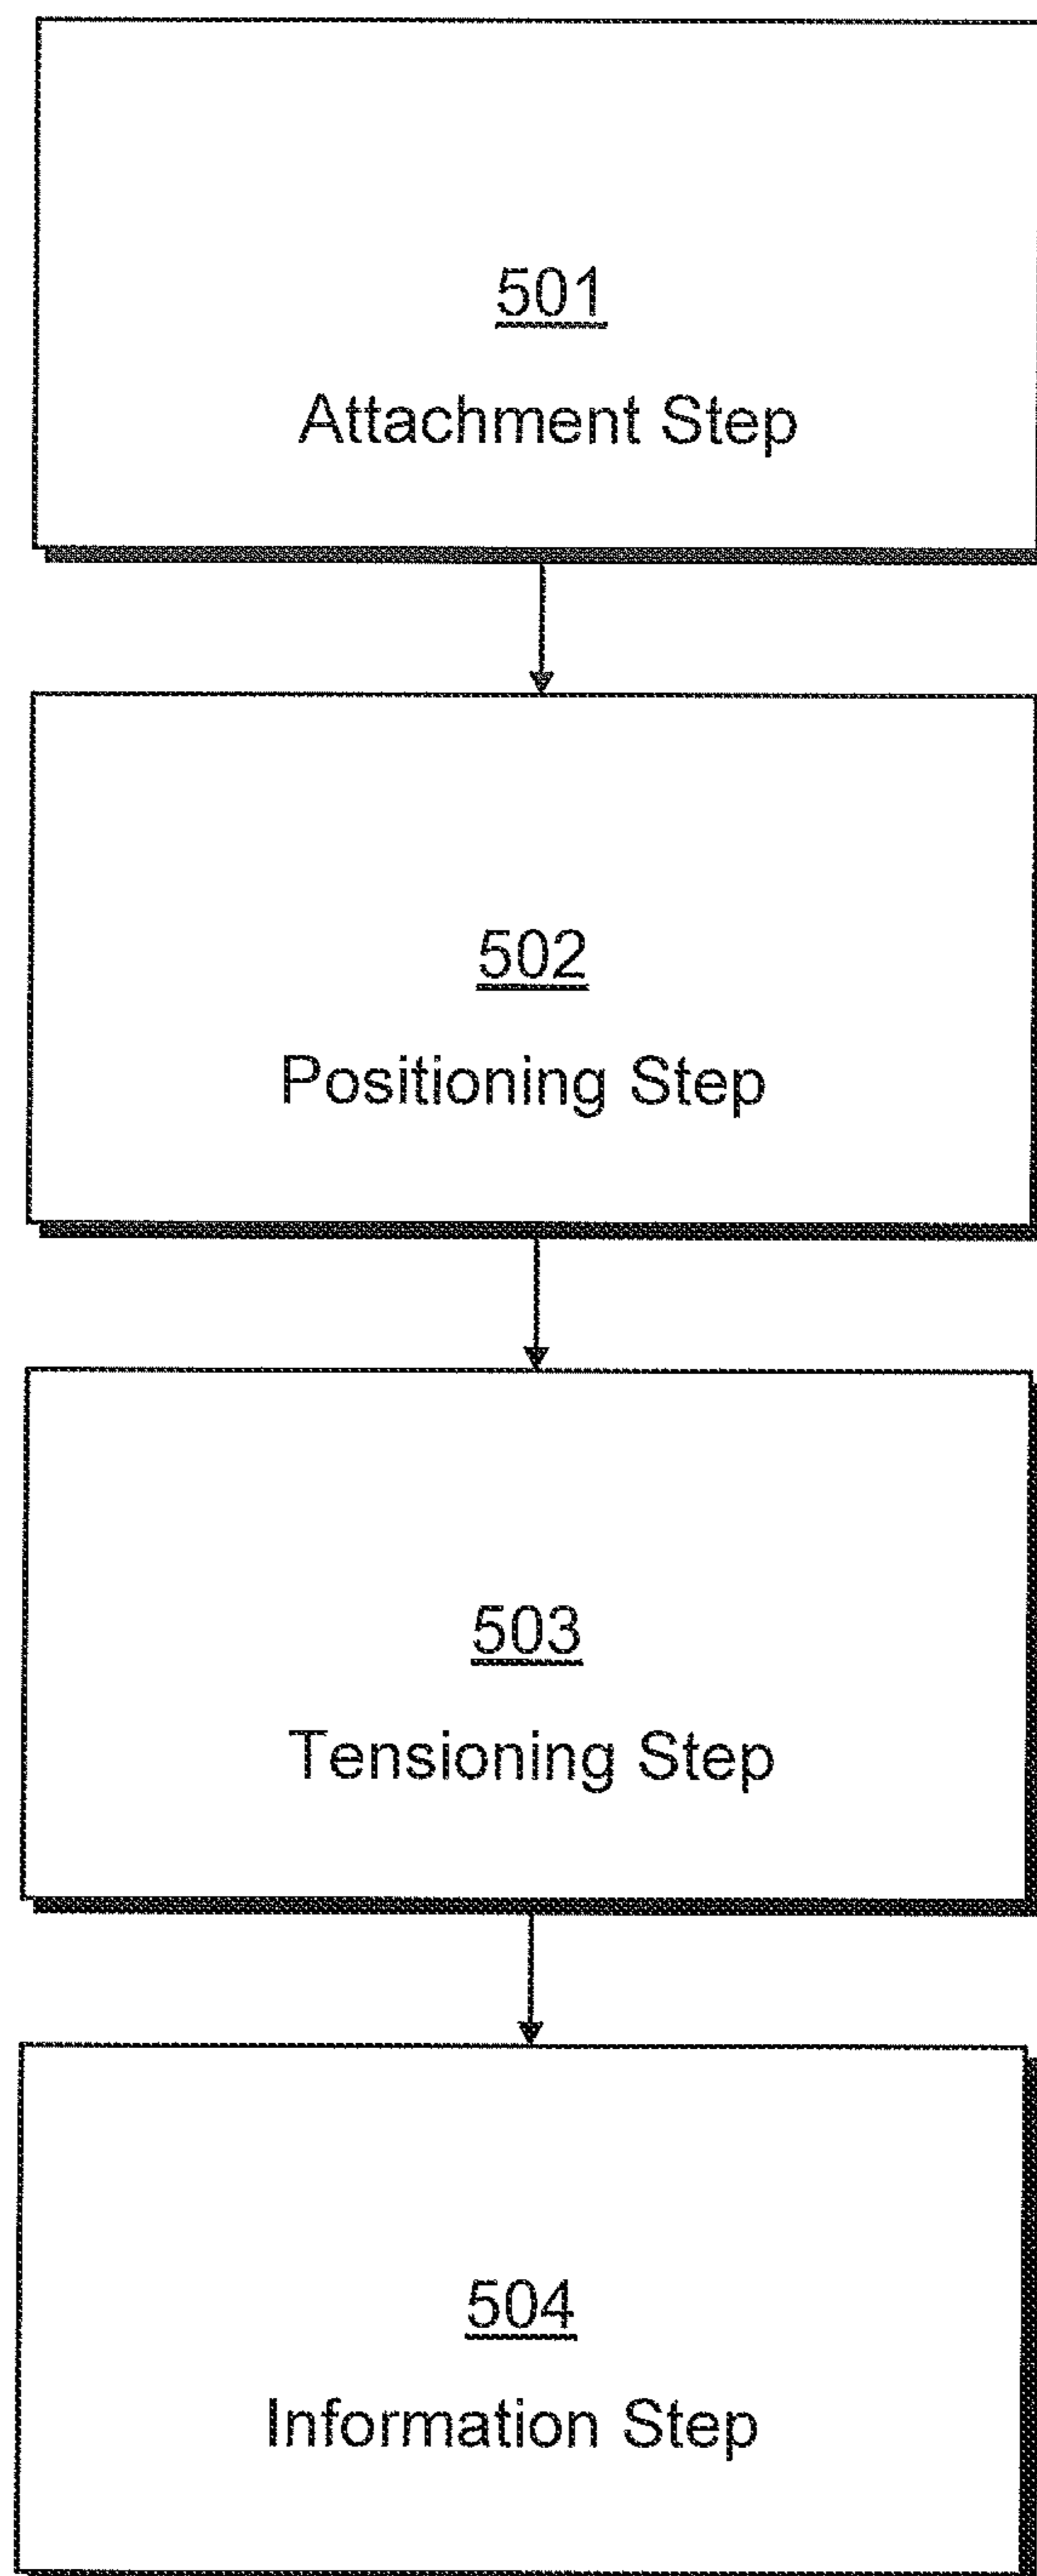 501
Attachment Step
502
Positioning Step
503
Tensioning Step
504
Information Step